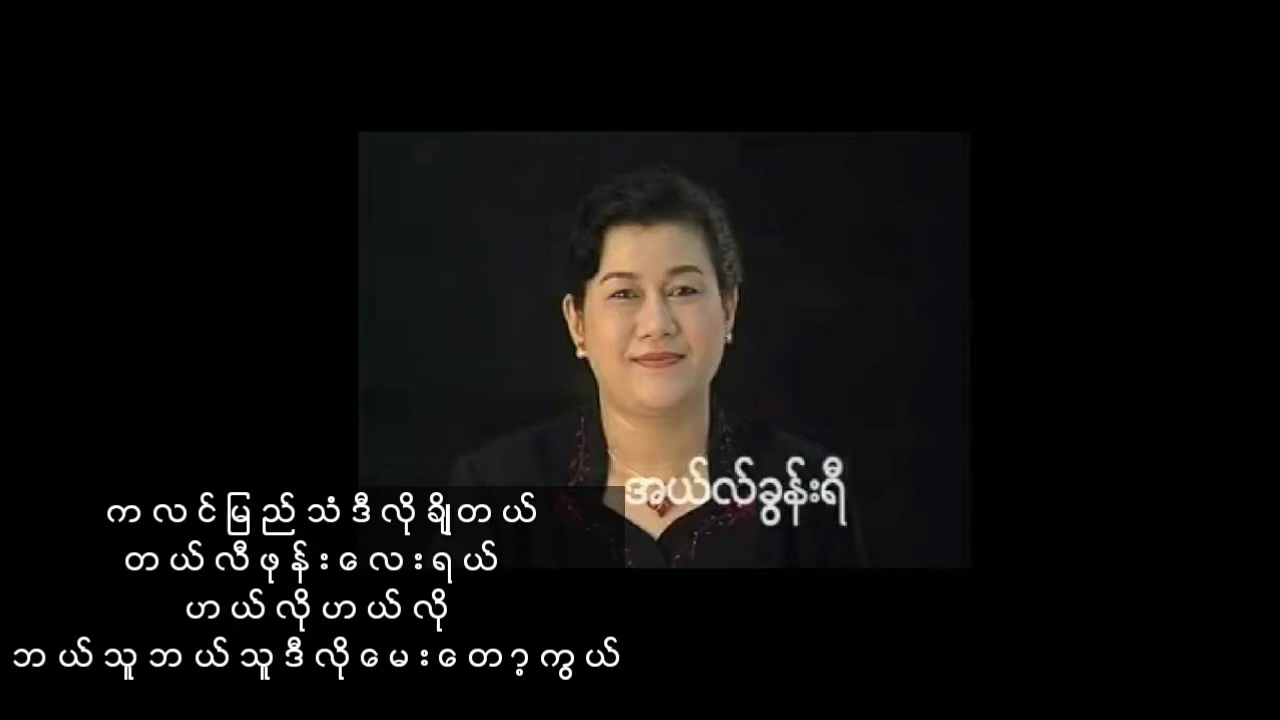 အယ်လ်ခွန်းရီ
ကလင်မြည်သံဒီလိုချိုတယ်
တယ်လီဖုန်းလေးရယ်
ဟယ်လိုဟယ်လို
ဘယ်သူဘယ်သူဒီလိုမေးတော့ကွယ်